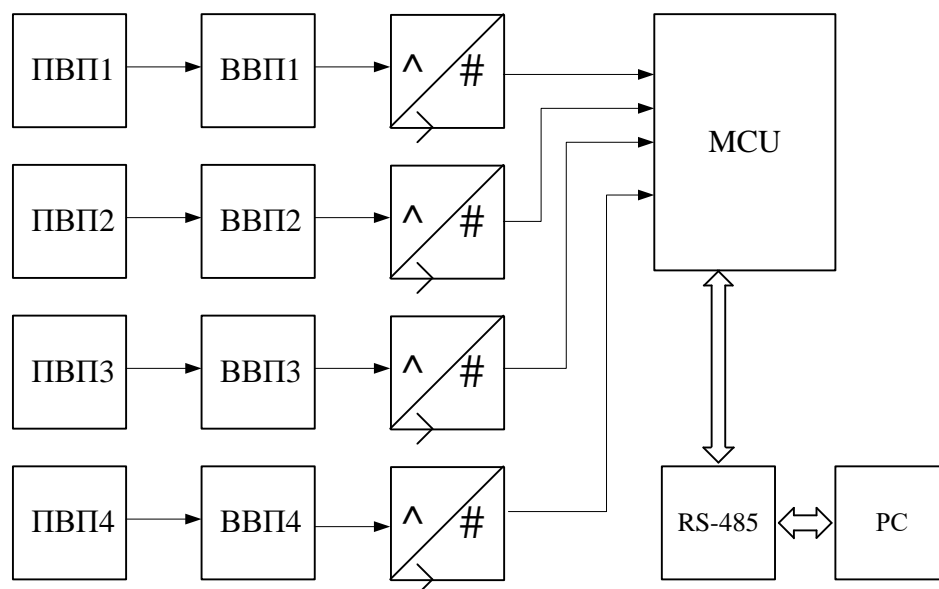 ПВП1 ВВП1 ^ # MCU
ПВП2 ВВП2 ^ #
ПВП3 ВВП3 ^ #
ПВП4 ВВП4 ^ # RS-485 PC